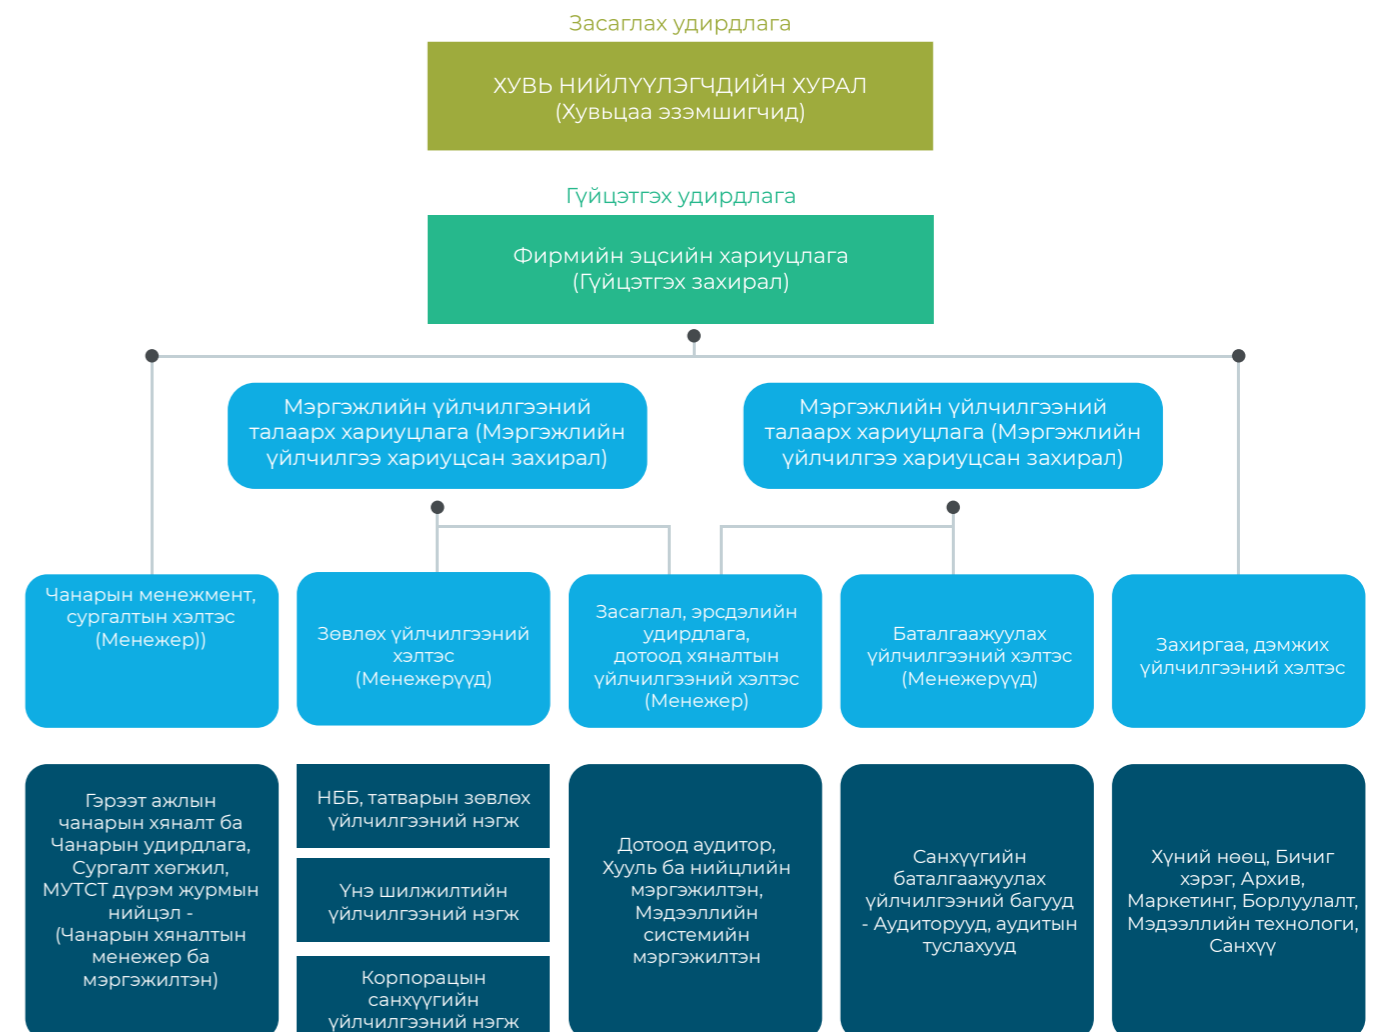 Засаглах удирдлага
ХУВЬ НИЙЛҮҮЛЭГЧДИЙН ХУРАЛ
(Хувьцаа эзэмшигчид)
Гүйцэтгэх удирдлага
Фирмийн эцсийн хариуцлага
(Гүйцэтгэх захирал)
Мэргэжлийн үйлчилгээний
талаарх хариуцлага (Мэргэжлийн
үйлчилгээ хариуцсан захирал)
Мэргэжлийн үйлчилгээний
талаарх хариуцлага (Мэргэжлийн
үйлчилгээ хариуцсан захирал)
Чанарын менежмент,
сургалтын хэлтэс
(Менежер))
Зөвлөх үйлчилгээний
хэлтэс
(Менежерүүд)
Засаглал, эрсдэлийн
удирдлага,
дотоод хяналтын
үйлчилгээний хэлтэс
(Менежер)
Баталгаажуулах
үйлчилгээний хэлтэс
(Менежерүүд)
Захиргаа, дэмжих
үйлчилгээний хэлтэс
Гэрээт ажлын
чанарын хяналт ба
Чанарын удирдлага,
Сургалт хөгжил,
МУТСТ дүрэм журмын
нийцэл -
(Чанарын хяналтын
менежер ба
мэргэжилтэн)
НББ, татварын зөвлөх
үйлчилгээний нэгж
Үнэ шилжилтийн
үйлчилгээний нэгж
Корпорацын
санхүүгийн
үйлчилгээний нэгж
Дотоод аудитор,
Хууль ба нийцлийн
мэргэжилтэн,
Мэдээллийн
системийн
мэргэжилтэн
Санхүүгийн
баталгаажуулах
үйлчилгээний багууд
- Аудиторууд, аудитын
туслахууд
Хүний нөөц, Бичиг
хэрэг, Архив,
Маркетинг, Борлуулалт,
Мэдээллийн технологи,
Санхүү